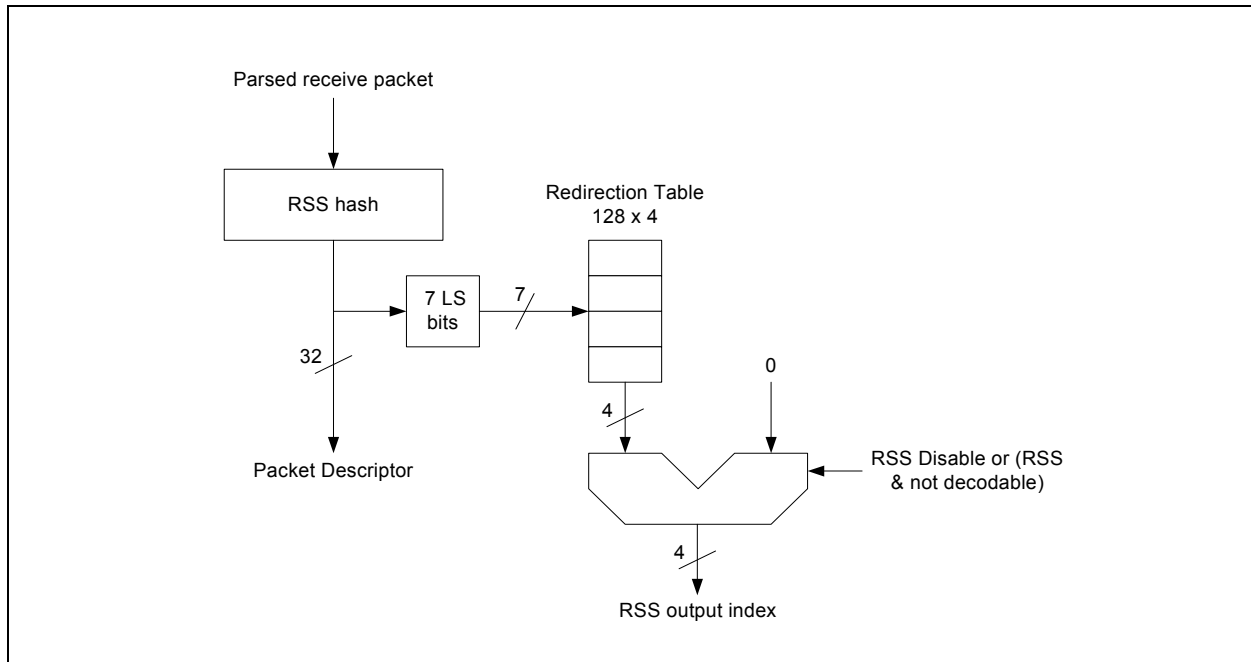 Parsed receive packet
RSS hash
Redirection Table
128 x 4
7 LS
bits
7
32
0
4
Packet Descriptor
RSS Disable or (RSS
& not decodable)
4
RSS output index